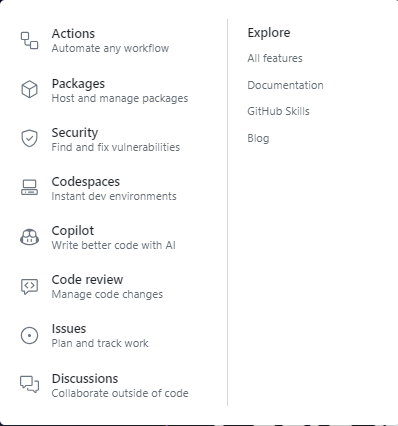 Actions
Automate any workflow
Packages
Host and manage packages
Security
Find and fix vulnerabilities
Codespaces
Instant dev environments
Copilot
Write better code with AI
Code review
Manage code changes
Issues
Plan and track work
Discussions
Collaborate outside of code
Explore
All features
Documentation
GitHub Skills
Blog